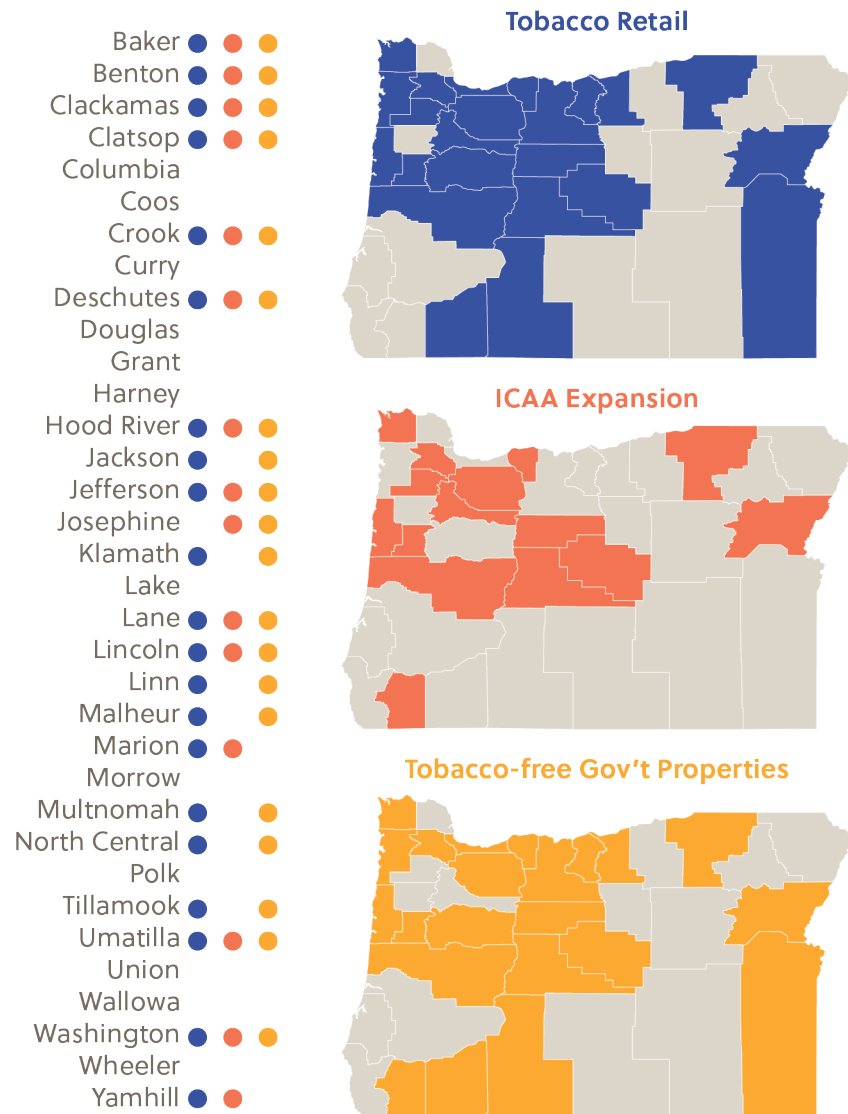 Baker
Benton
Clackamas
Clatsop
Columbia
Coos
Crook
Curry
Deschutes
Douglas
Grant
Harney
Hood River
Jackson
Jefferson
Josephine
Klamath
Lake
Lane
Lincoln
Linn
Malheur
Marion
Morrow
Multnomah
North Central
Polk
Tillamook
Umatilla
Union
Wallowa
Washington
Wheeler
Yamhill
Tobacco Retail
ICAA Expansion
Tobacco-free Gov’t Properties